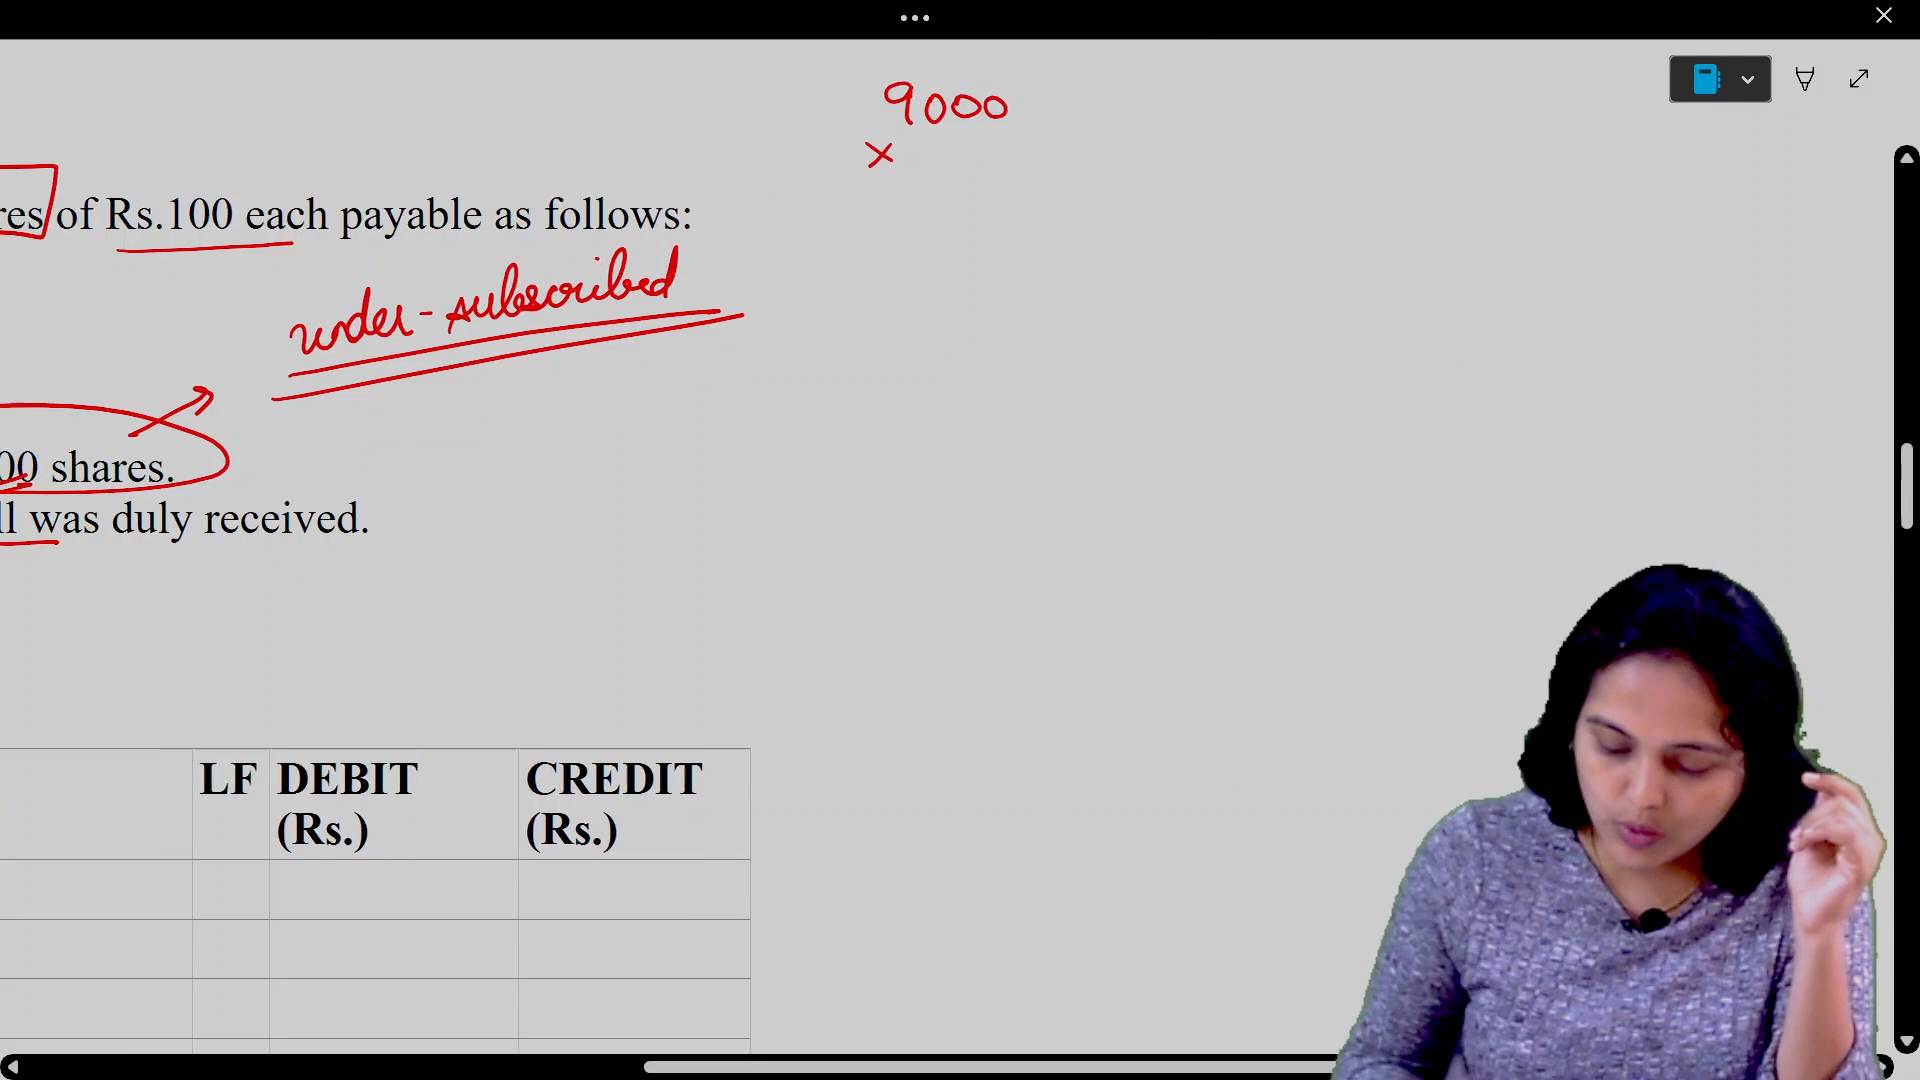 9000
×
res of Rs.100 each payable as follows:
under-subscribed
00 shares.
ll was duly received.
LF DEBIT (Rs.) CREDIT (Rs.)